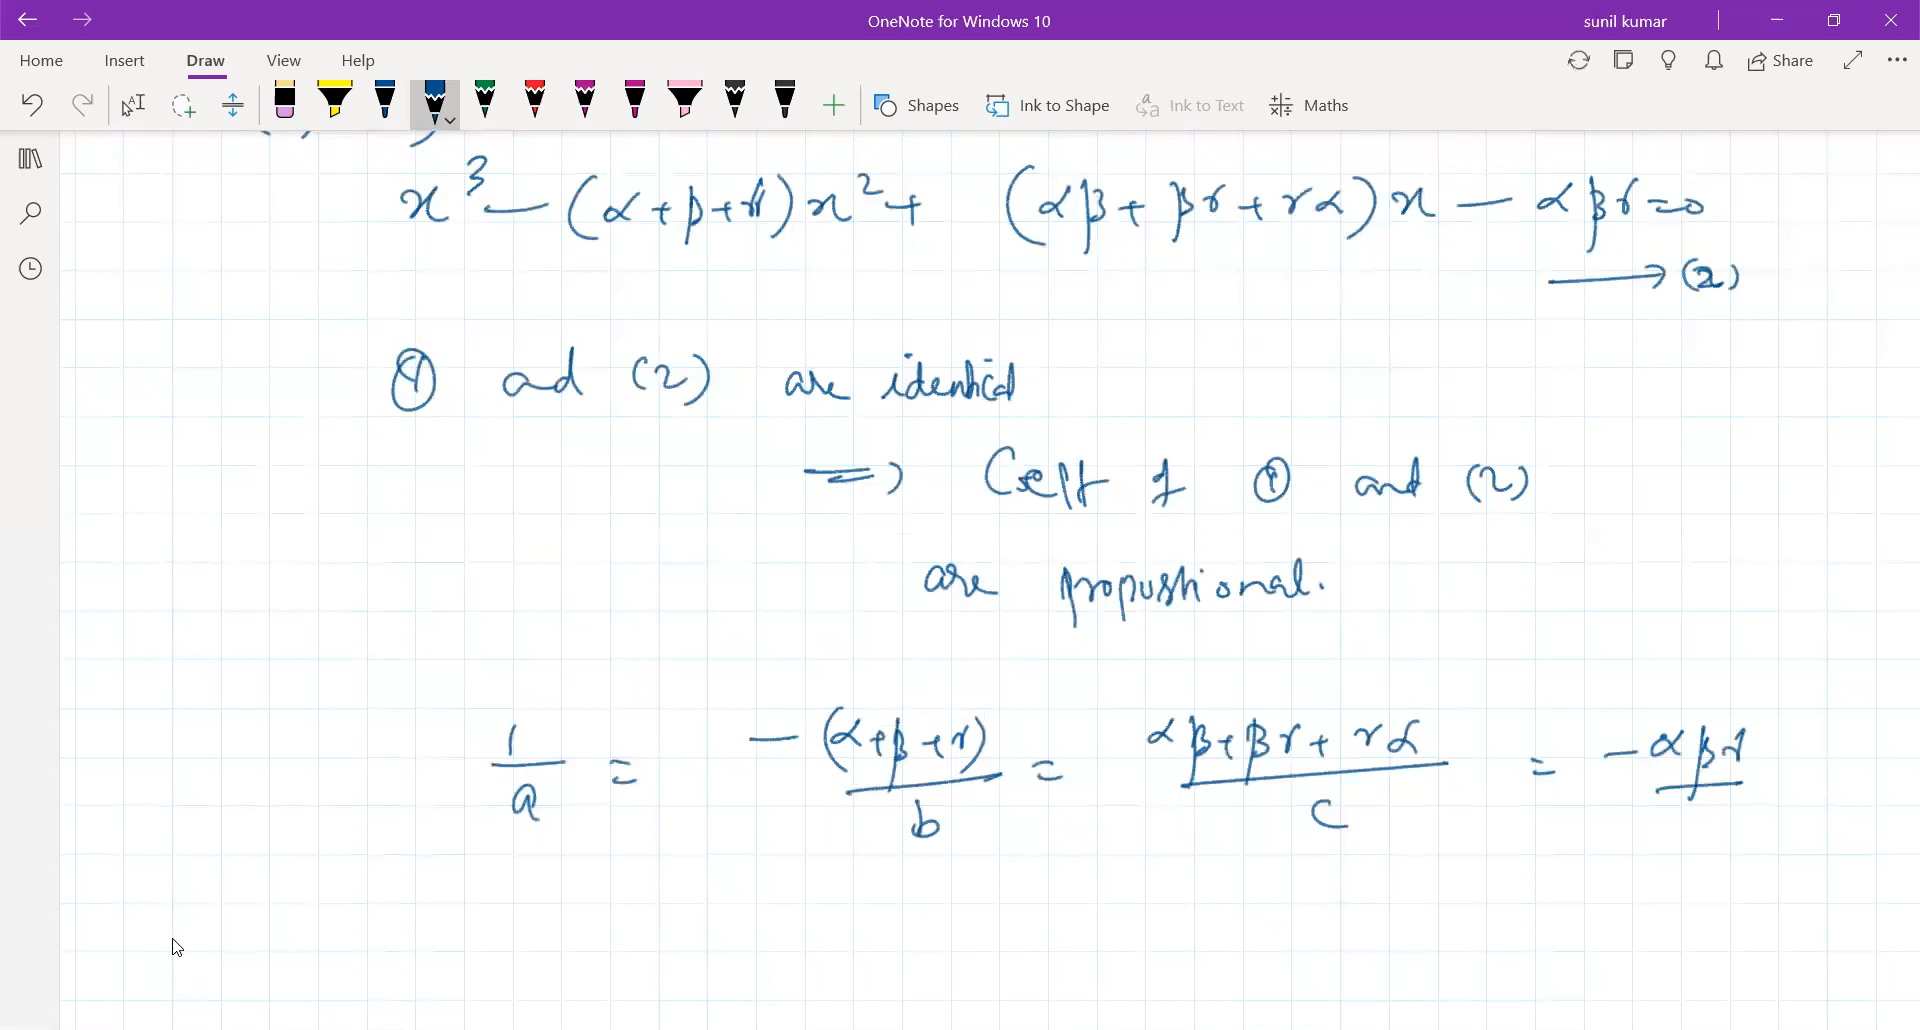 OneNote for Windows 10
sunil kumar
Home Insert Draw View Help
Share
Shapes Ink to Shape Ink to Text Maths
x³ - (α+β+γ)x² + (αβ + βγ + γα)x - αβγ = 0
→ (2)
① and (2) are identical
=> Coeff of ① and (2)
are proportional.
1/a = -(α+β+γ)/b = αβ+βγ+γα/c = -αβγ